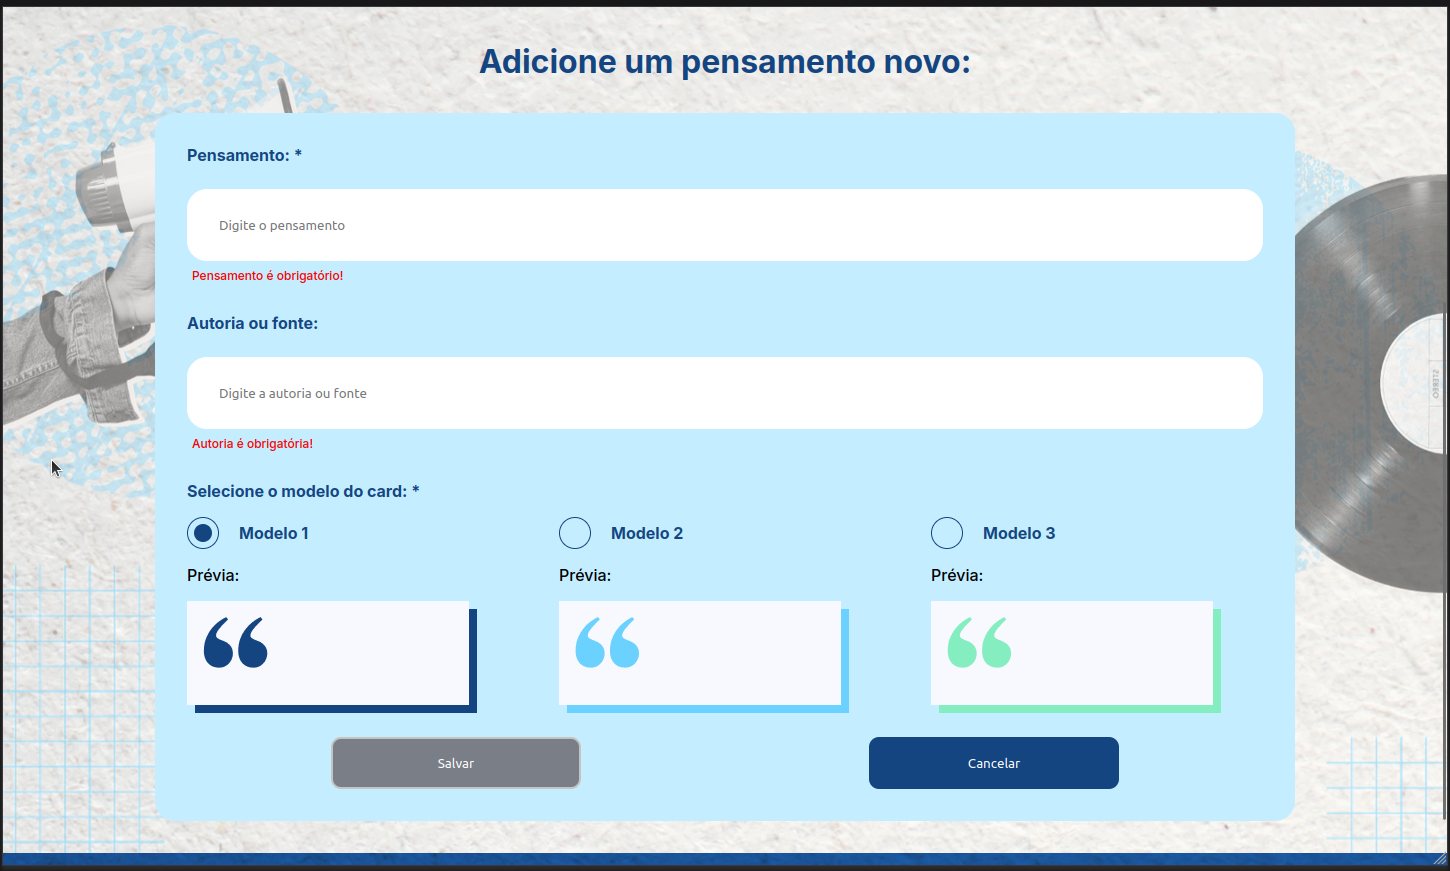 Adicione um pensamento novo:
Pensamento: *
Digite o pensamento
Pensamento é obrigatório!
Autoria ou fonte:
Digite a autoria ou fonte
Autoria é obrigatória!
Selecione o modelo do card: *
Modelo 1 Modelo 2 Modelo 3
Prévia: Prévia: Prévia:
Salvar Cancelar